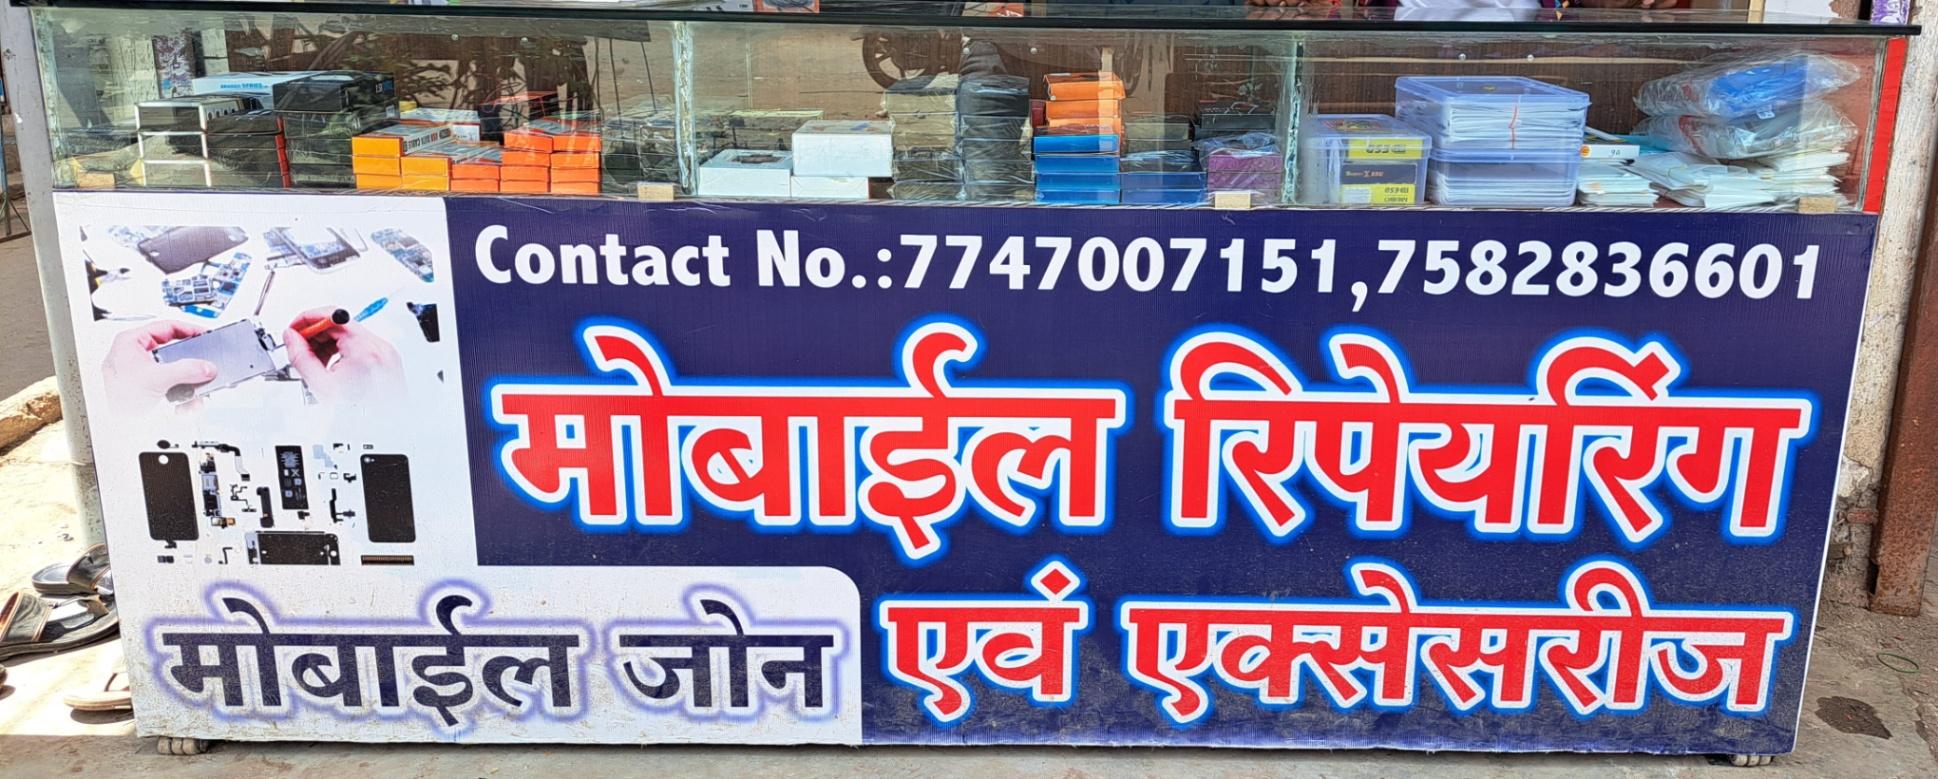 Contact No.:7747007151,7582836601
मोबाईल रिपेयरिंग
एवं एक्सेसरीज
मोबाईल जोन